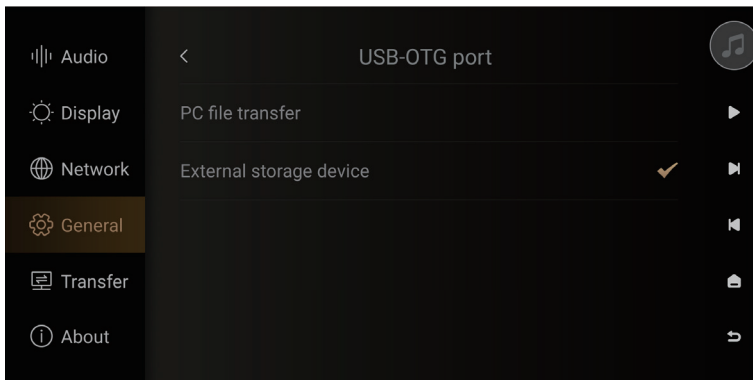 Audio
USB-OTG port
Display
PC file transfer
Network
External storage device
General
Transfer
About